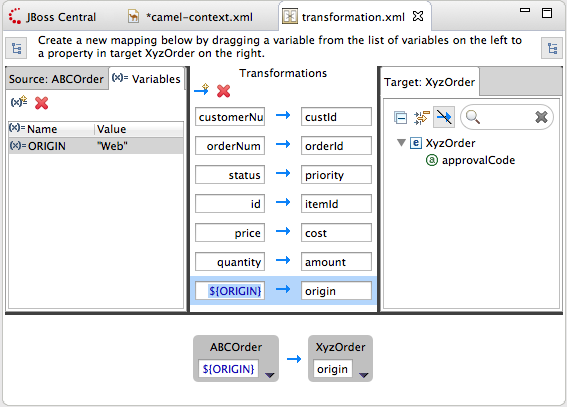 JBoss Central
*camel-context.xml
transformation.xml
Create a new mapping below by dragging a variable from the list of variables on the left to
a property in target XyzOrder on the right.
Source: ABCOrder
(x)= Variables
(x)= Name Value
(x)= ORIGIN "Web"
Transformations
customerNu custId
orderNum orderId
status priority
id itemId
price cost
quantity amount
${ORIGIN} origin
Target: XyzOrder
e XyzOrder
a approvalCode
ABCOrder
${ORIGIN}
XyzOrder
origin